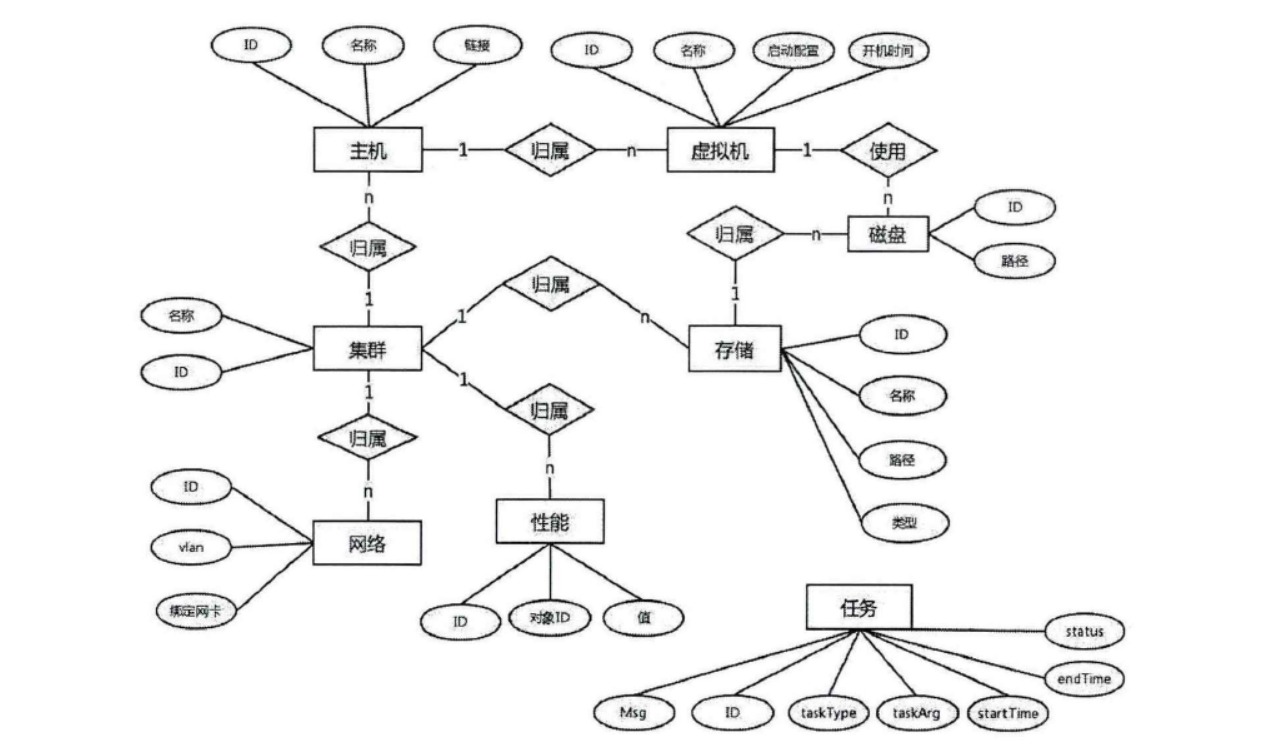 ID
名称
链接
ID
名称
启动配置
开机时间
主机
1
归属
n
虚拟机
1
使用
n
n
归属
归属
n
磁盘
ID
路径
1
1
归属
名称
ID
集群
1
n
存储
ID
名称
路径
类型
1
1
归属
归属
n
n
ID
vlan
绑定网卡
网络
性能
ID
对象ID
值
任务
status
endTime
Msg
ID
taskType
taskArg
startTime